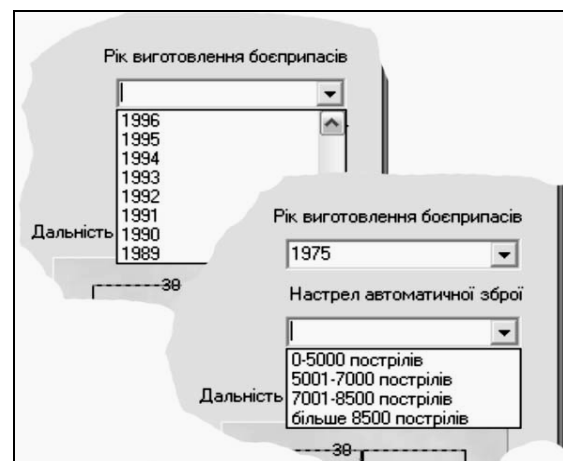 Рік виготовлення боєприпасів
1996
1995
1994
1993
1992
1991
1990
1989
Дальність
38
Рік виготовлення боєприпасів
1975
Настрел автоматичної зброї
0-5000 пострілів
5001-7000 пострілів
7001-8500 пострілів
більше 8500 пострілів
Дальність
38